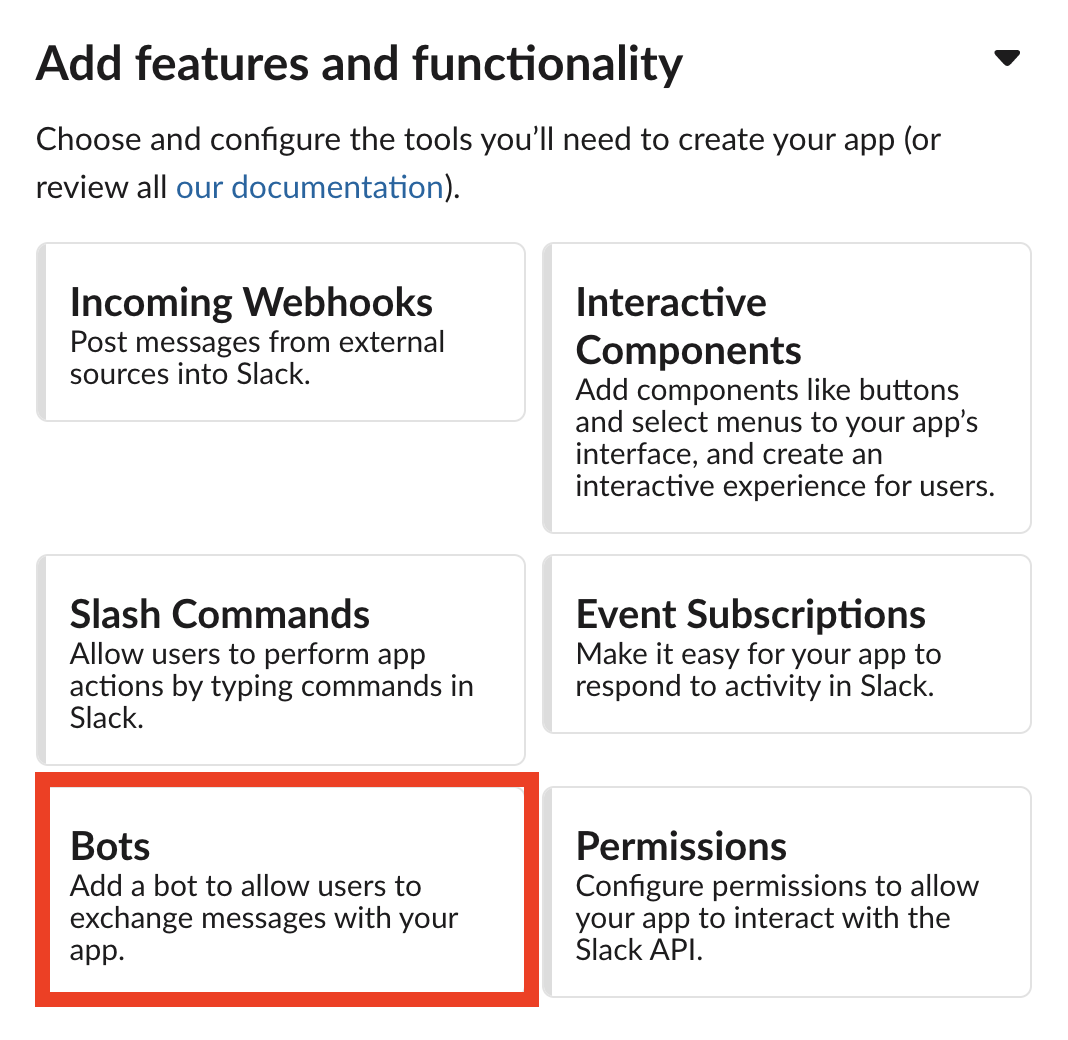 Add features and functionality
Choose and configure the tools you’ll need to create your app (or
review all our documentation).
Incoming Webhooks
Post messages from external
sources into Slack.
Interactive
Components
Add components like buttons
and select menus to your app’s
interface, and create an
interactive experience for users.
Slash Commands
Allow users to perform app
actions by typing commands in
Slack.
Event Subscriptions
Make it easy for your app to
respond to activity in Slack.
Bots
Add a bot to allow users to
exchange messages with your
app.
Permissions
Configure permissions to allow
your app to interact with the
Slack API.